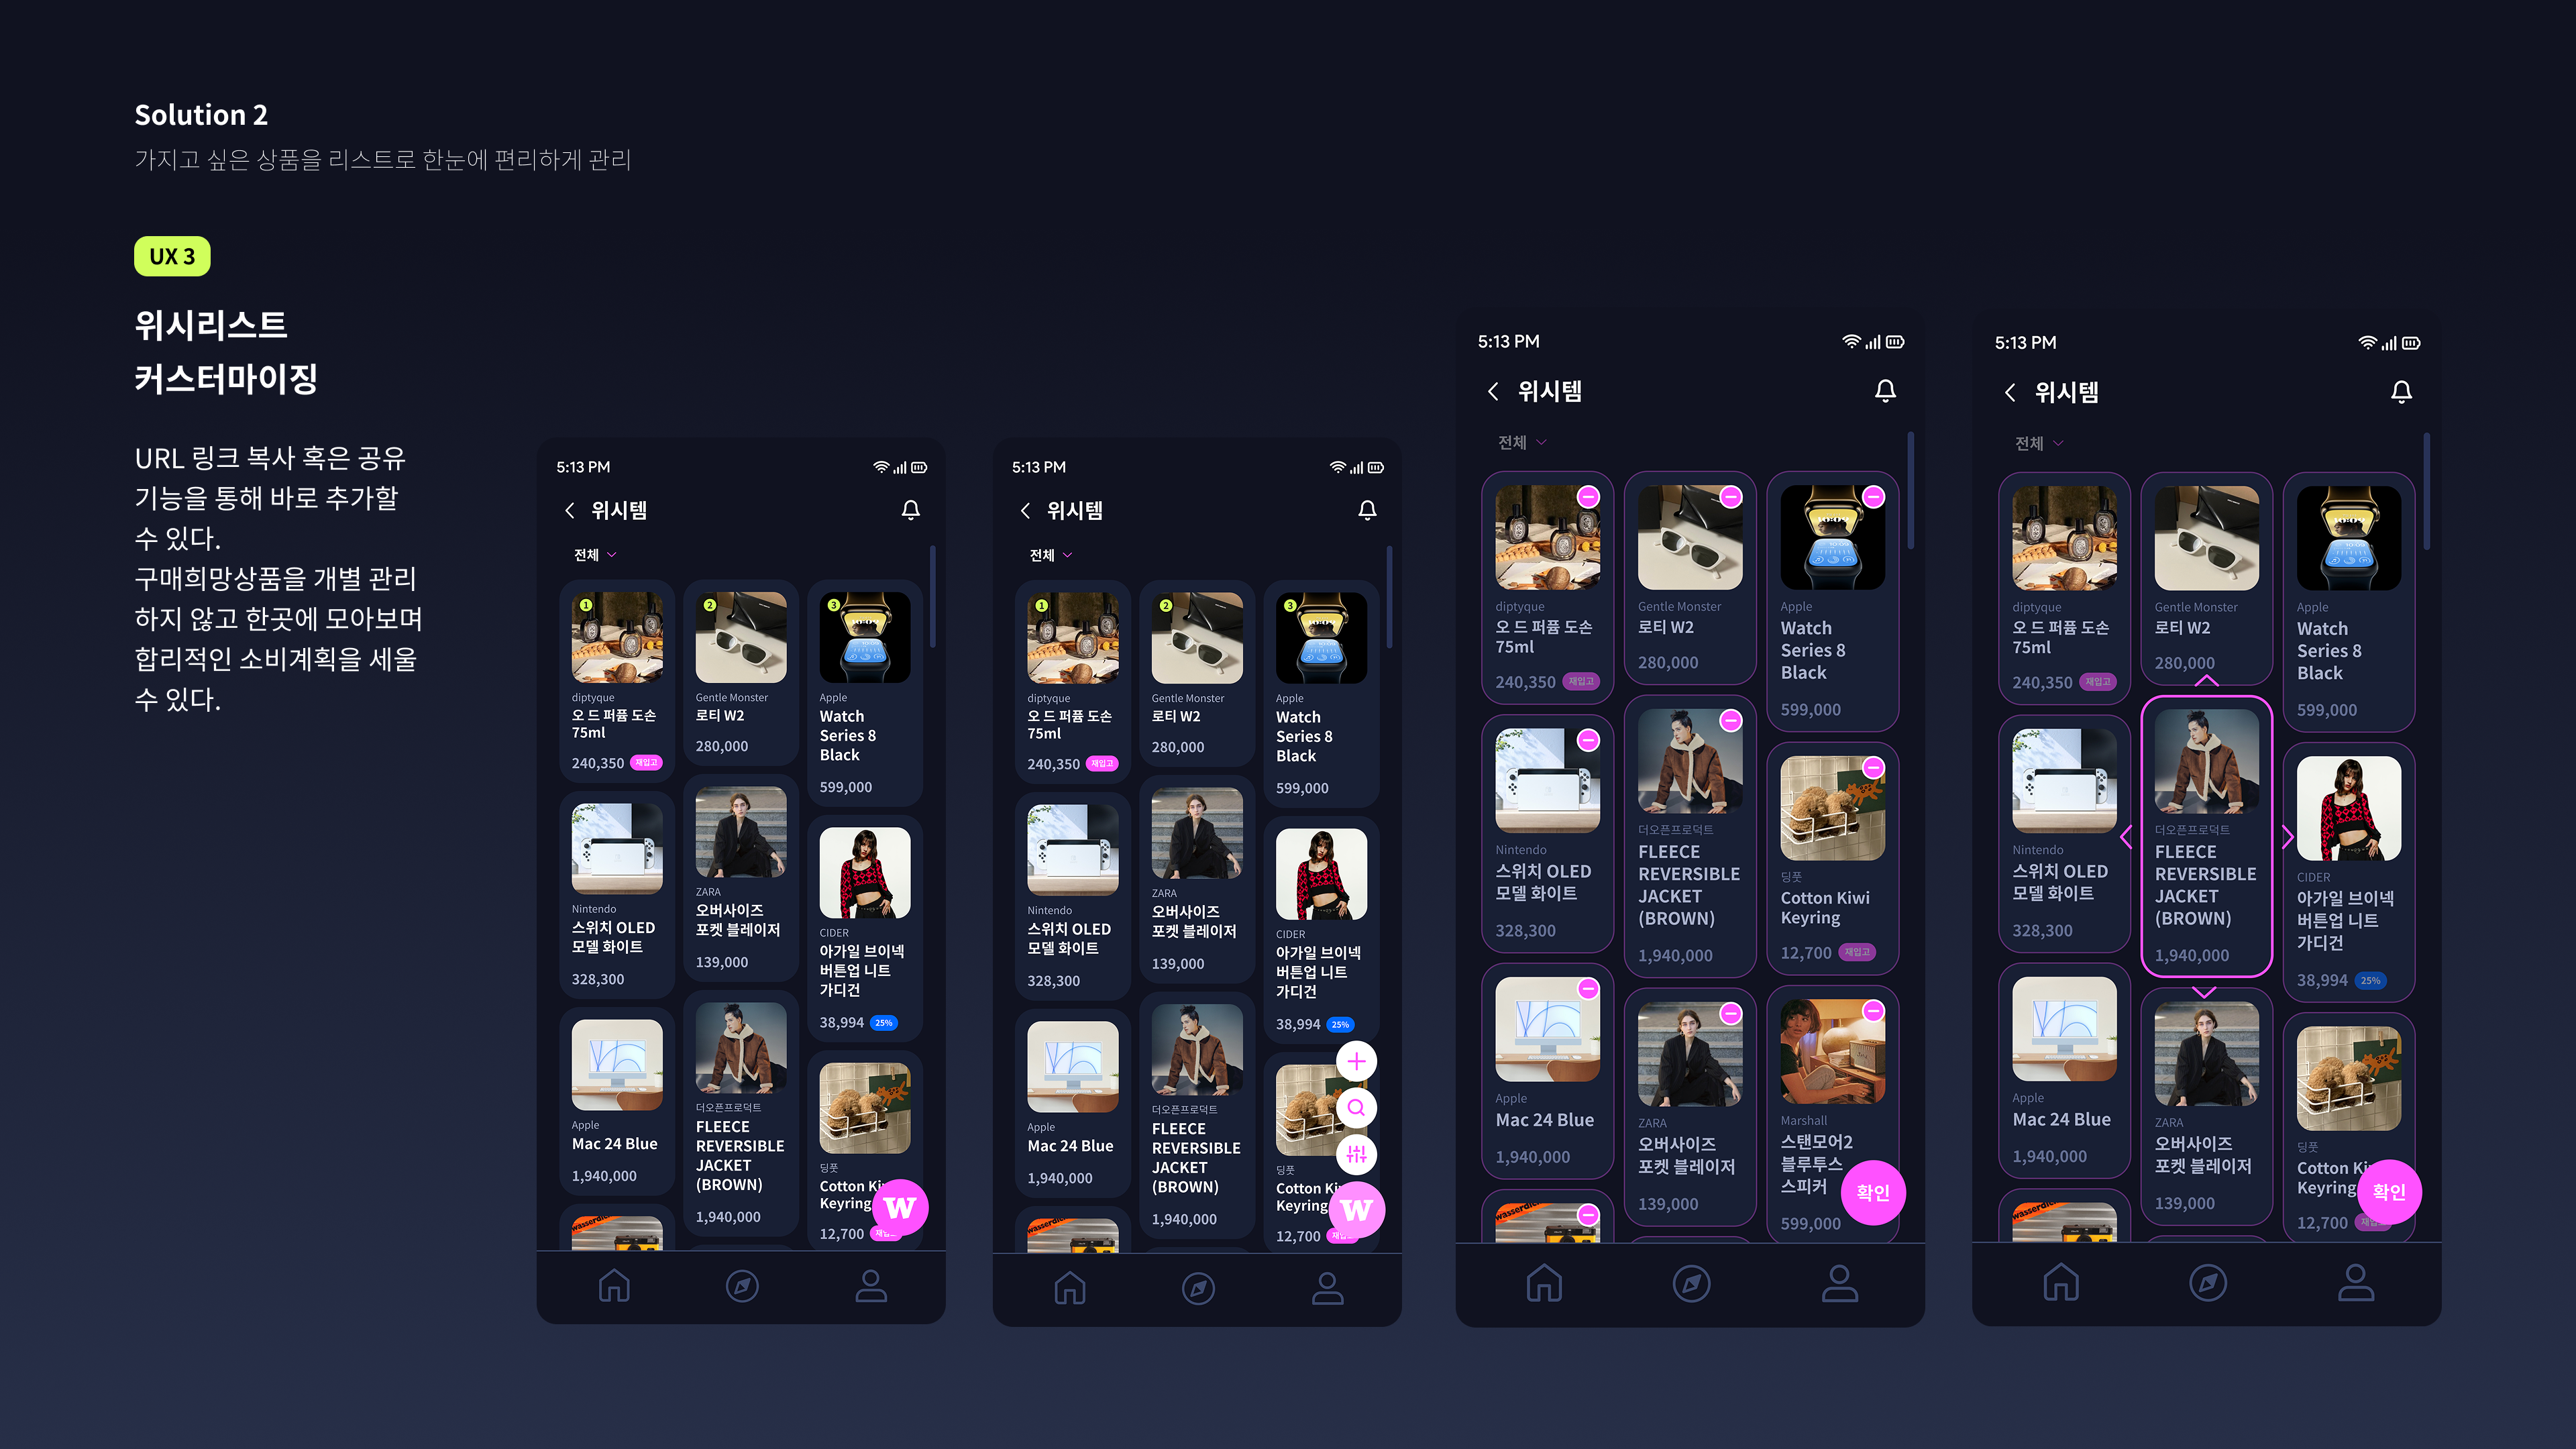 Solution 2
가지고 싶은 상품을 리스트로 한눈에 편리하게 관리
UX 3
위시리스트
커스터마이징
URL 링크 복사 혹은 공유
기능을 통해 바로 추가할
수 있다.
구매희망상품을 개별 관리
하지 않고 한곳에 모아보며
합리적인 소비계획을 세울
수 있다.
5:13 PM
위시템
전체
1
diptyque
오 드 퍼퓸 도손
75ml
240,350 재입고
Nintendo
스위치 OLED
모델 화이트
328,300
Apple
Mac 24 Blue
1,940,000
2
Gentle Monster
로티 W2
280,000
ZARA
오버사이즈
포켓 블레이저
139,000
더오픈프로덕트
FLEECE
REVERSIBLE
JACKET
(BROWN)
1,940,000
3
Apple
Watch
Series 8
Black
599,000
CIDER
아가일 브이넥
버튼업 니트
가디건
38,994 25%
딩풋
Cotton Ki
Keyring
12,700 재입
W
5:13 PM
위시템
전체
1
diptyque
오 드 퍼퓸 도손
75ml
240,350 재입고
Nintendo
스위치 OLED
모델 화이트
328,300
Apple
Mac 24 Blue
1,940,000
2
Gentle Monster
로티 W2
280,000
ZARA
오버사이즈
포켓 블레이저
139,000
더오픈프로덕트
FLEECE
REVERSIBLE
JACKET
(BROWN)
1,940,000
3
Apple
Watch
Series 8
Black
599,000
CIDER
아가일 브이넥
버튼업 니트
가디건
38,994 25%
딩풋
Cotton Ki
Keyring
12,700 재입
W
5:13 PM
위시템
전체
diptyque
오 드 퍼퓸 도손
75ml
240,350 재입고
Nintendo
스위치 OLED
모델 화이트
328,300
Apple
Mac 24 Blue
1,940,000
Gentle Monster
로티 W2
280,000
더오픈프로덕트
FLEECE
REVERSIBLE
JACKET
(BROWN)
1,940,000
ZARA
오버사이즈
포켓 블레이저
139,000
Apple
Watch
Series 8
Black
599,000
딩풋
Cotton Kiwi
Keyring
12,700 재입고
Marshall
스탠모어2
블루투스
스피커
599,000
확인
5:13 PM
위시템
전체
diptyque
오 드 퍼퓸 도손
75ml
240,350 재입고
Nintendo
스위치 OLED
모델 화이트
328,300
Apple
Mac 24 Blue
1,940,000
Gentle Monster
로티 W2
280,000
더오픈프로덕트
FLEECE
REVERSIBLE
JACKET
(BROWN)
1,940,000
ZARA
오버사이즈
포켓 블레이저
139,000
Apple
Watch
Series 8
Black
599,000
CIDER
아가일 브이넥
버튼업 니트
가디건
38,994 25%
딩풋
Cotton Ki
Keyring
12,700
확인